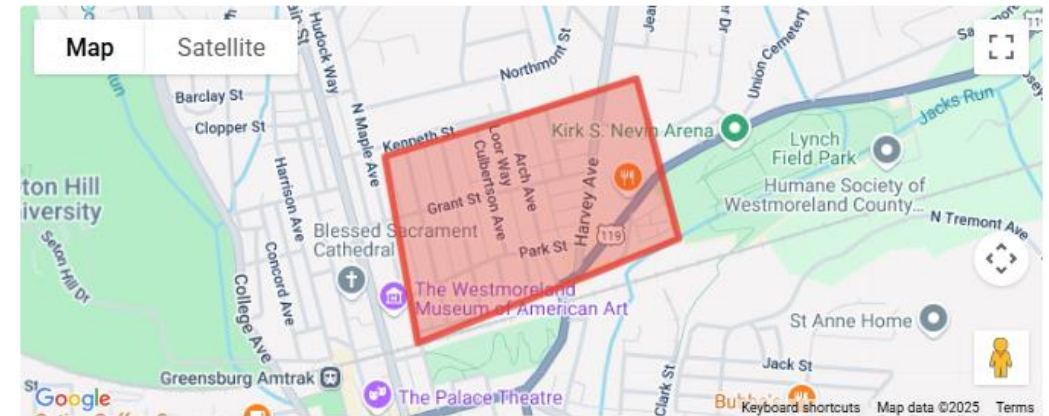 Map
Satellite
Hudock Way
Northmont St
Union Cemetery
Barclay St
Clopper St
N Maple Ave
Kenneth St
Loor Way
Culbertson Ave
Arch Ave
Kirk S. Nevin Arena
Jacks Run
Lynch
Field Park
Humane Society of
Westmoreland County...
N Tremont Ave
ton Hill
iversity
Harrison Ave
Grant St
Harvey Ave
119
Blessed Sacrament
Cathedral
Park St
Seton Hill Dr
Concord Ave
College Ave
The Westmoreland
Museum of American Art
St Anne Home
Jack St
Greensburg Amtrak
The Palace Theatre
Clark St
St
Google
Keyboard shortcuts
Map data ©2025
Terms